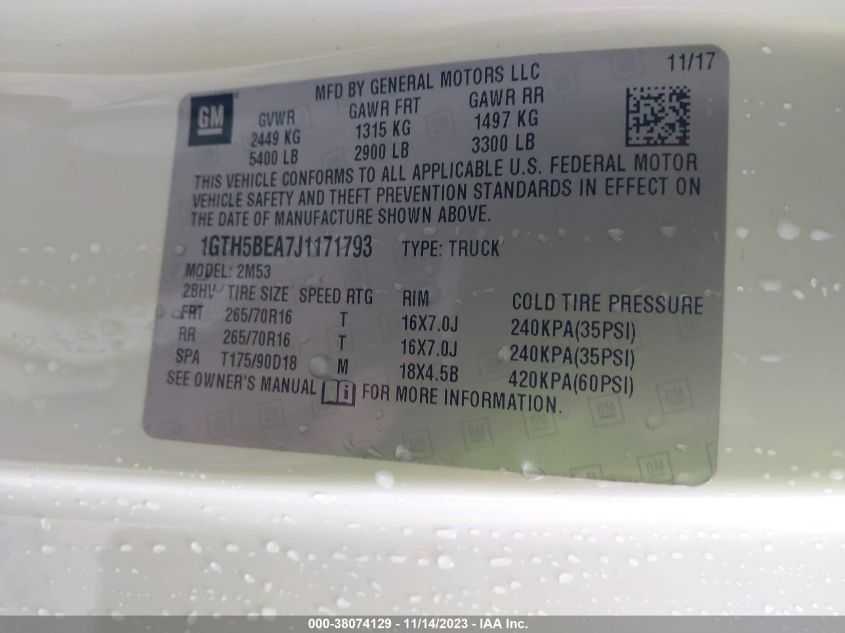 11/17
MFD BY GENERAL MOTORS LLC
GM
GVWR GAWR FRT GAWR RR
2449 KG 1315 KG 1497 KG
5400 LB 2900 LB 3300 LB
THIS VEHICLE CONFORMS TO ALL APPLICABLE U.S. FEDERAL MOTOR
VEHICLE SAFETY AND THEFT PREVENTION STANDARDS IN EFFECT ON
THE DATE OF MANUFACTURE SHOWN ABOVE.
1GTH5BEA7J1171793 TYPE: TRUCK
MODEL: 2M53
TIRE SIZE SPEED RTG RIM COLD TIRE PRESSURE
FRT 265/70R16 T 16X7.0J 240KPA(35PSI)
RR 265/70R16 T 16X7.0J 240KPA(35PSI)
SPA T175/90D18 M 18X4.5B 420KPA(60PSI)
SEE OWNER'S MANUAL FOR MORE INFORMATION.
000-38074129 - 11/14/2023 - IAA Inc.